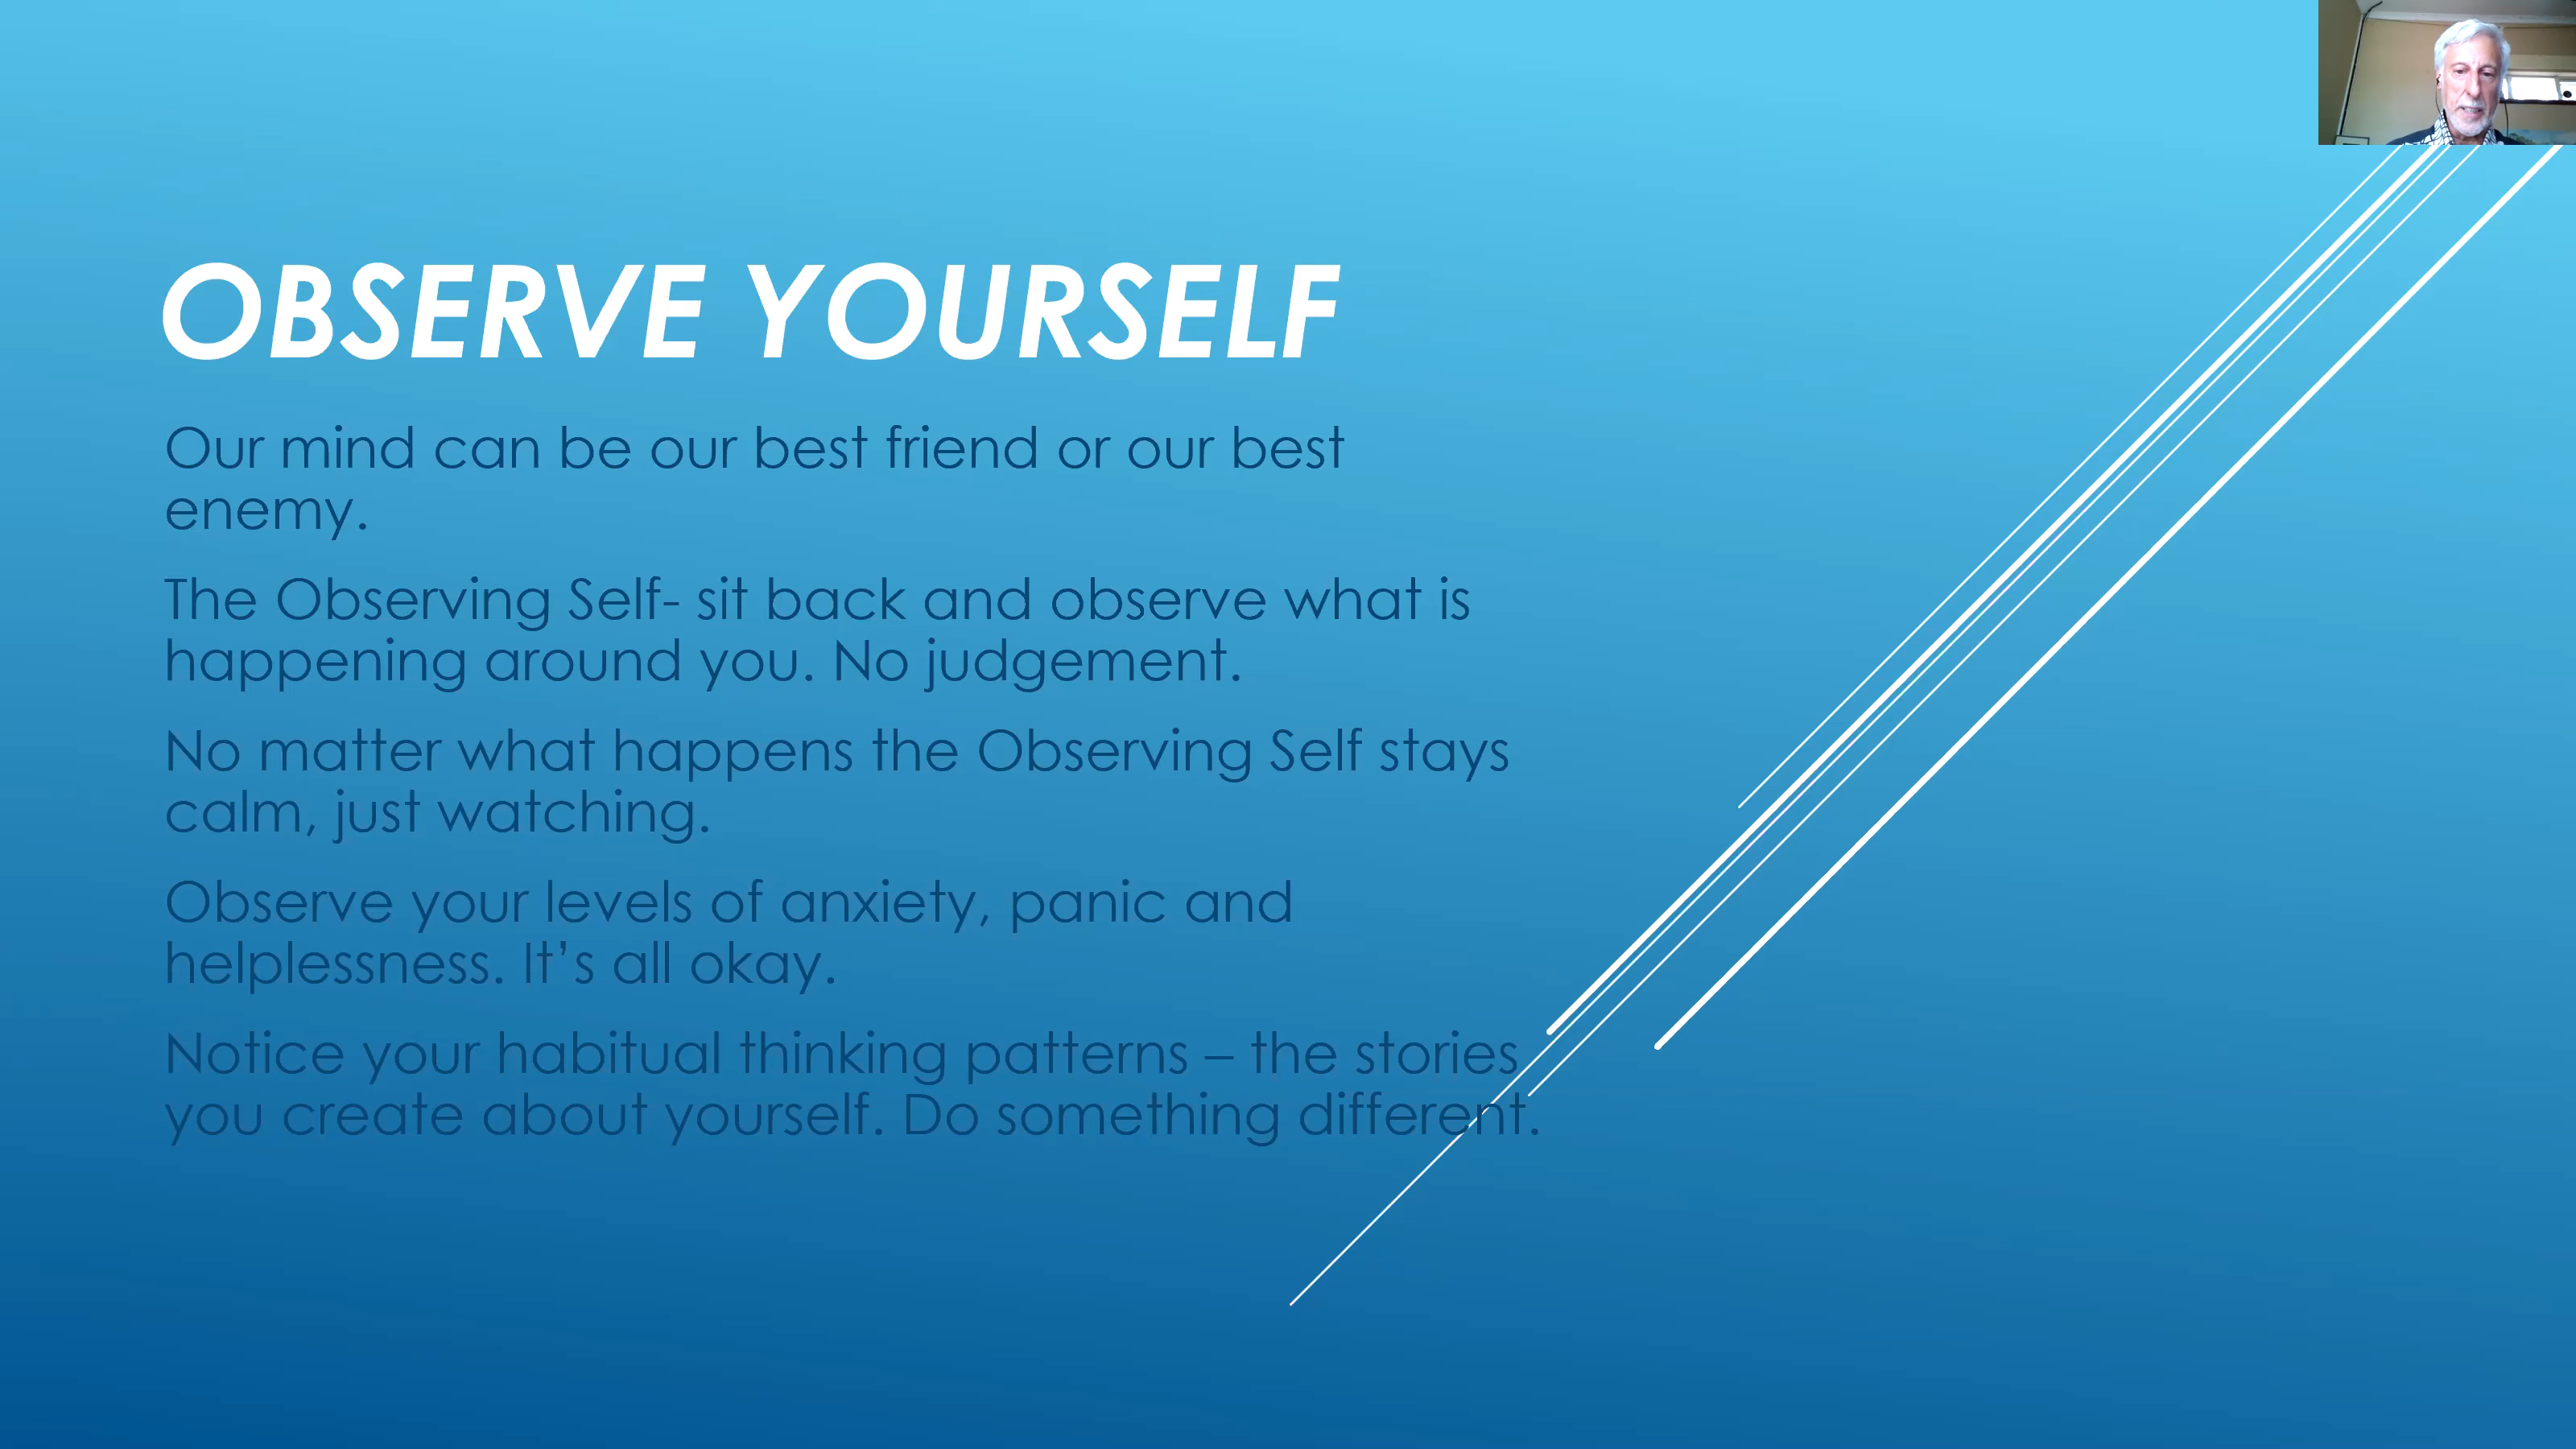 OBSERVE YOURSELF
Our mind can be our best friend or our best
enemy.
The Observing Self- sit back and observe what is
happening around you. No judgement.
No matter what happens the Observing Self stays
calm, just watching.
Observe your levels of anxiety, panic and
helplessness. It’s all okay.
Notice your habitual thinking patterns – the stories
you create about yourself. Do something different.